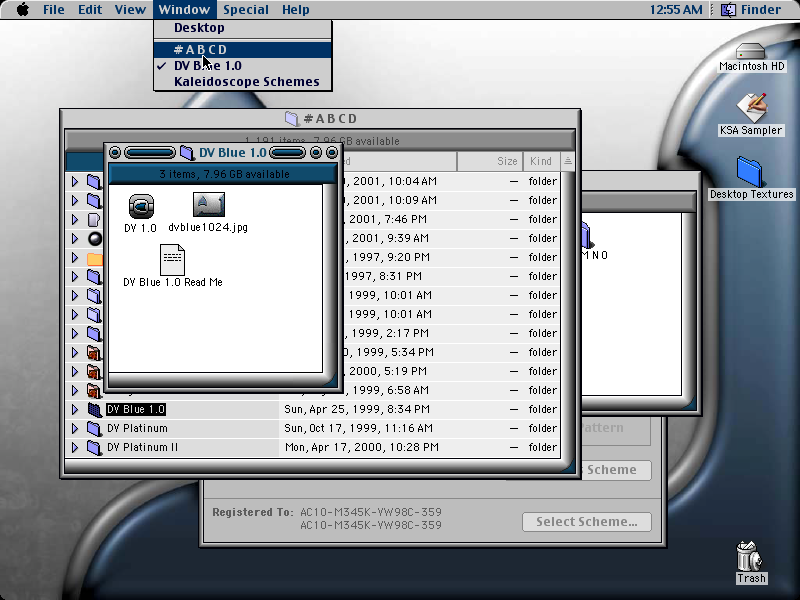 File Edit View Window Special Help 12:55 AM Finder
Desktop
#ABCD
DV Blue 1.0
Kaleidoscope Schemes
Macintosh HD
KSA Sampler
Desktop Textures
Trash
#ABCD
1,191 items, 7.96 GB available
Size Kind
2001, 10:04 AM — folder
2001, 10:09 AM — folder
2001, 7:46 PM — folder
2001, 9:39 AM — folder
1997, 9:20 PM — folder
1997, 8:31 PM — folder
1999, 10:01 AM — folder
1999, 10:01 AM — folder
1999, 2:17 PM — folder
1999, 5:34 PM — folder
2000, 5:19 PM — folder
1999, 6:58 AM — folder
DV Blue 1.0 Sun, Apr 25, 1999, 8:34 PM — folder
DV Platinum Sun, Oct 17, 1999, 11:16 AM — folder
DV Platinum II Mon, Apr 17, 2000, 10:28 PM — folder
DV Blue 1.0
3 items, 7.96 GB available
DV 1.0
dvblue1024.jpg
DV Blue 1.0 Read Me
M N O
Pattern
Scheme
Registered To: AC10-M345K-YW98C-359
AC10-M345K-YW98C-359
Select Scheme...